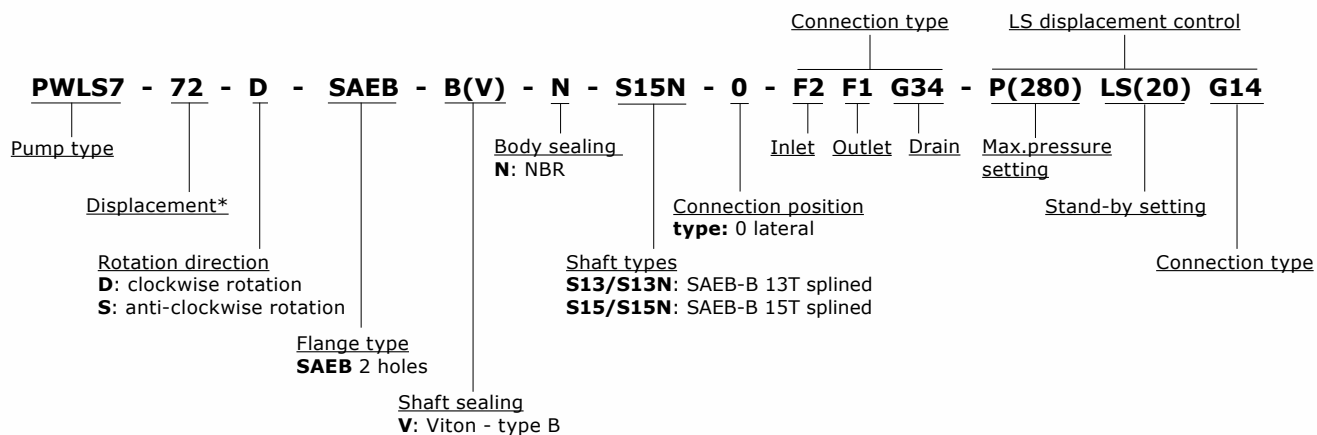 Connection type LS displacement control
PWLS7 - 72 - D - SAEB - B(V) - N - S15N - 0 - F2 F1 G34 - P(280) LS(20) G14
Pump type
Body sealing
N: NBR
Inlet Outlet Drain
Max.pressure
setting
Displacement*
Connection position
type: 0 lateral
Stand-by setting
Rotation direction
D: clockwise rotation
S: anti-clockwise rotation
Shaft types
S13/S13N: SAEB-B 13T splined
S15/S15N: SAEB-B 15T splined
Connection type
Flange type
SAEB 2 holes
Shaft sealing
V: Viton - type B